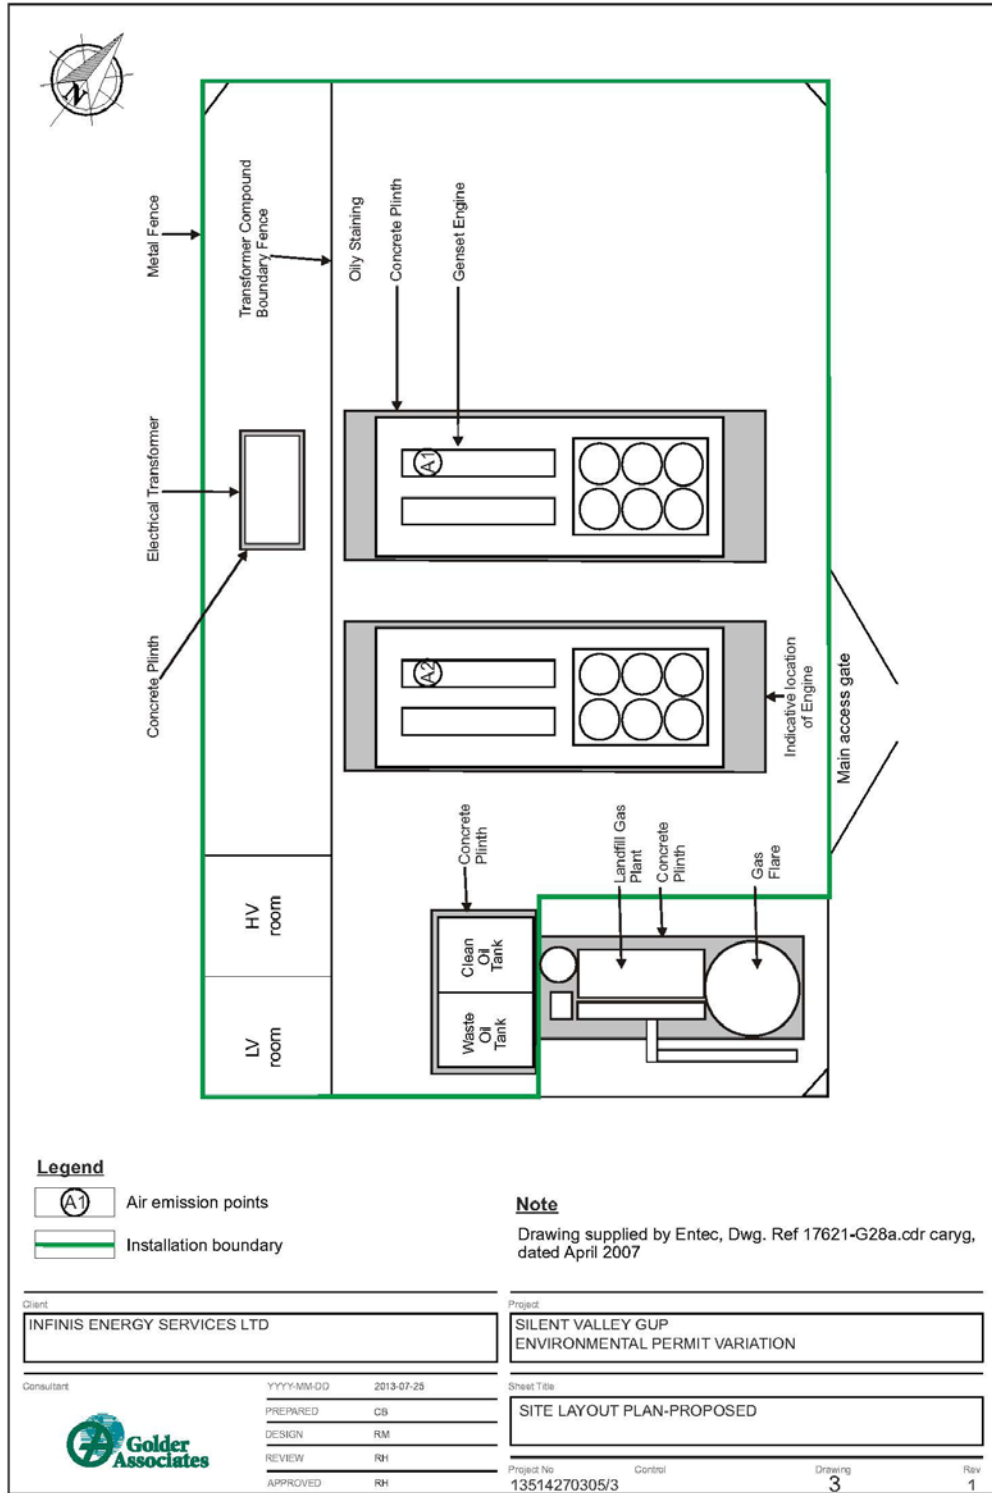 N
Metal Fence
Transformer Compound
Boundary Fence
Oily Staining
Concrete Plinth
Genset Engine
Electrical Transformer
A1
Concrete Plinth
A2
Indicative location
of Engine
Main access gate
HV
room
LV
room
Concrete
Plinth
Clean
Oil
Tank
Waste
Oil
Tank
Landfill Gas
Plant
Concrete
Plinth
Gas
Flare
Legend
A1 Air emission points
Installation boundary
Note
Drawing supplied by Entec, Dwg. Ref 17621-G28a.cdr caryg,
dated April 2007
Client
INFINIS ENERGY SERVICES LTD
Project
SILENT VALLEY GUP
ENVIRONMENTAL PERMIT VARIATION
Consultant
Golder
Associates
YYYY-MM-DD 2013-07-25
PREPARED CB
DESIGN RM
REVIEW RH
APPROVED RH
Sheet Title
SITE LAYOUT PLAN-PROPOSED
Project No Control Drawing Rev
13514270305/3 3 1